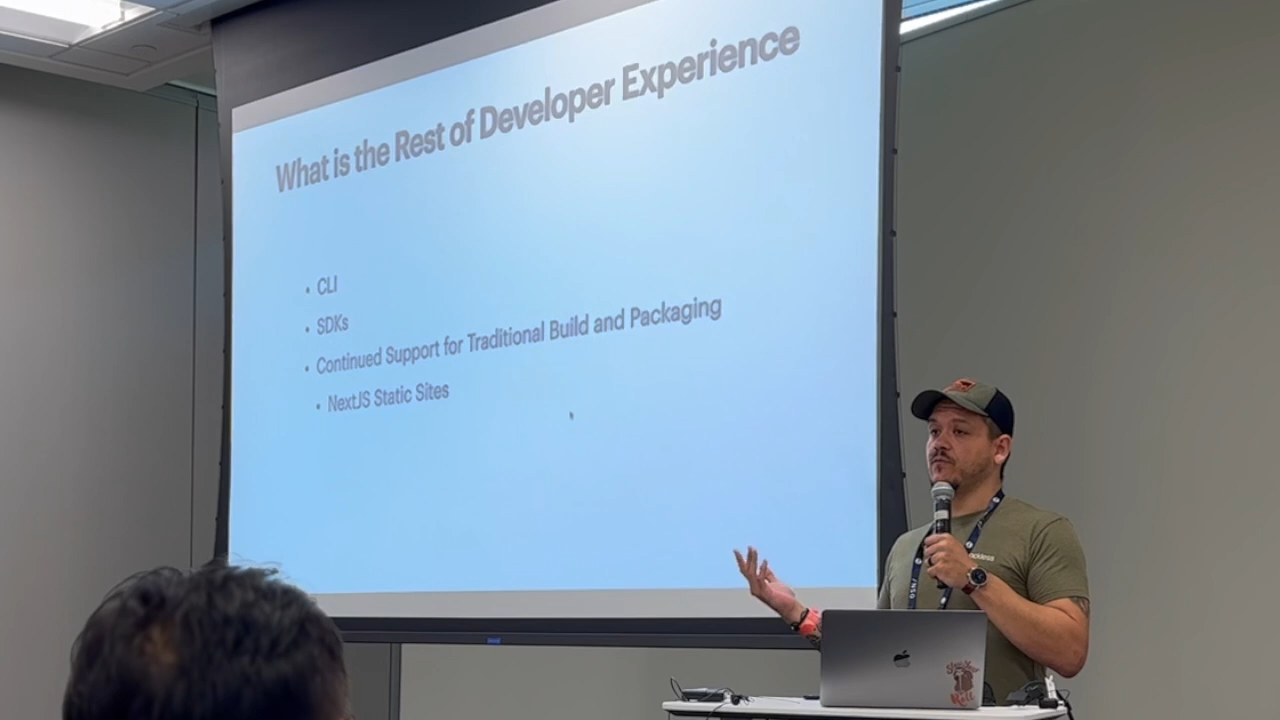 What is the Rest of Developer Experience
• CLI
• SDKs
• Continued Support for Traditional Build and Packaging
• NextJS Static Sites